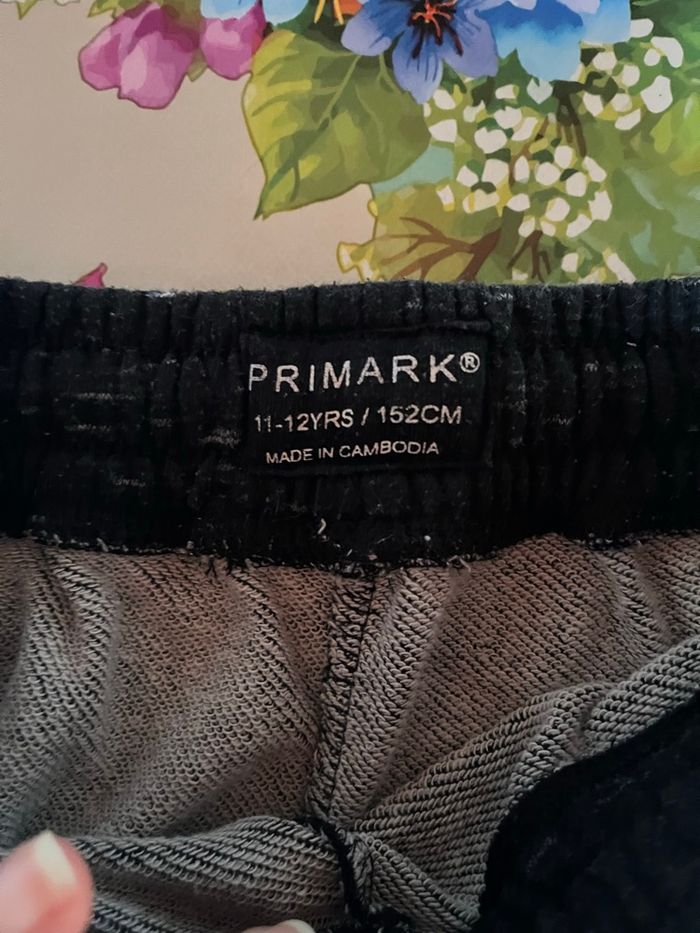 PRIMARK®
11-12YRS / 152CM
MADE IN CAMBODIA